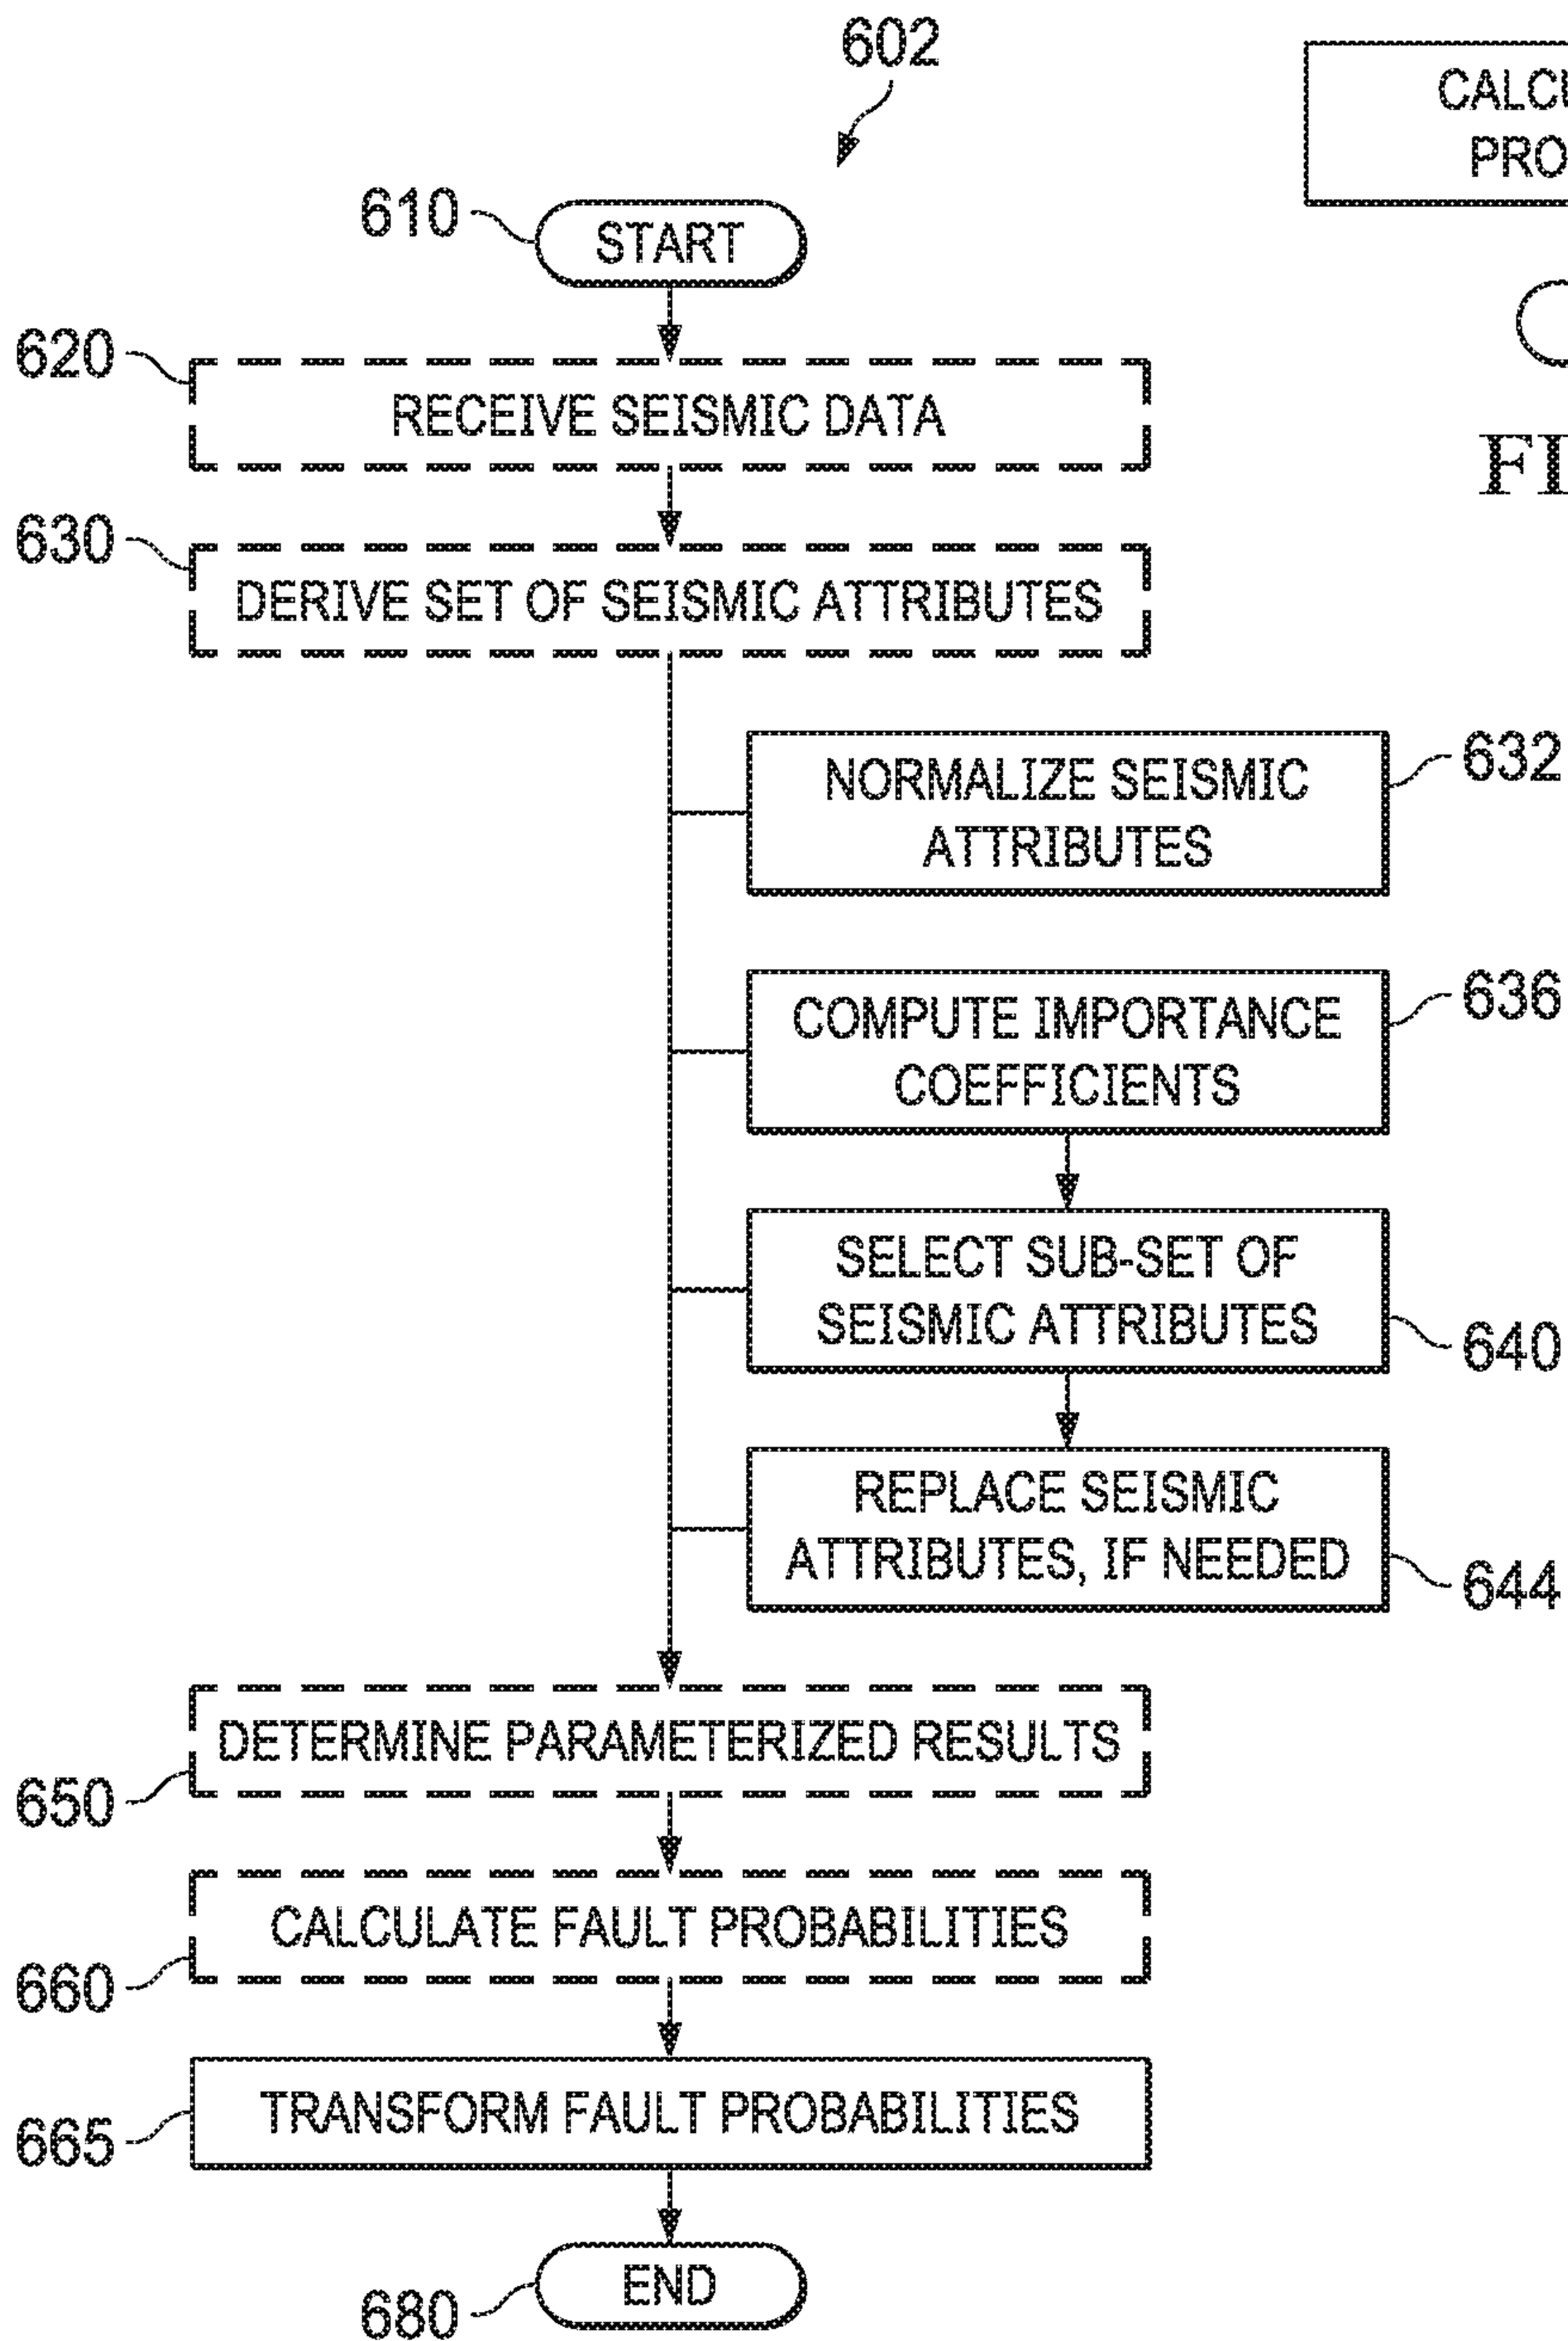 602
610
START
620
RECEIVE SEISMIC DATA
630
DERIVE SET OF SEISMIC ATTRIBUTES
NORMALIZE SEISMIC
ATTRIBUTES
632
COMPUTE IMPORTANCE
COEFFICIENTS
636
SELECT SUB-SET OF
SEISMIC ATTRIBUTES
640
REPLACE SEISMIC
ATTRIBUTES, IF NEEDED
644
DETERMINE PARAMETERIZED RESULTS
650
CALCULATE FAULT PROBABILITIES
660
TRANSFORM FAULT PROBABILITIES
665
END
680